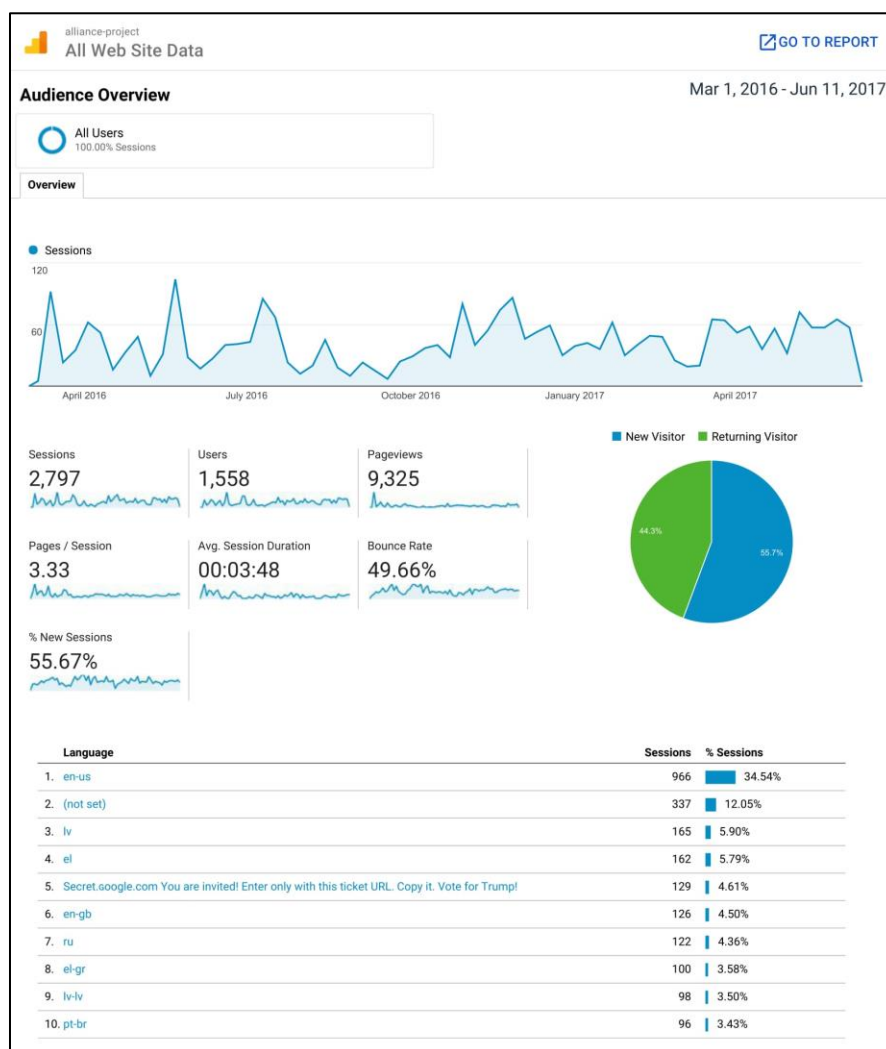 alliance-project
All Web Site Data
GO TO REPORT
Audience Overview
Mar 1, 2016 - Jun 11, 2017
All Users
100.00% Sessions
Overview
Sessions
120
60
April 2016
July 2016
October 2016
January 2017
April 2017
New Visitor
Returning Visitor
Sessions
2,797
Users
1,558
Pageviews
9,325
Pages / Session
3.33
Avg. Session Duration
00:03:48
Bounce Rate
49.66%
% New Sessions
55.67%
44.3%
55.7%
Language Sessions % Sessions
1. en-us 966 34.54%
2. (not set) 337 12.05%
3. lv 165 5.90%
4. el 162 5.79%
5. Secret.ɢoogle.com You are invited! Enter only with this ticket URL. Copy it. Vote for Trump! 129 4.61%
6. en-gb 126 4.50%
7. ru 122 4.36%
8. el-gr 100 3.58%
9. lv-lv 98 3.50%
10. pt-br 96 3.43%